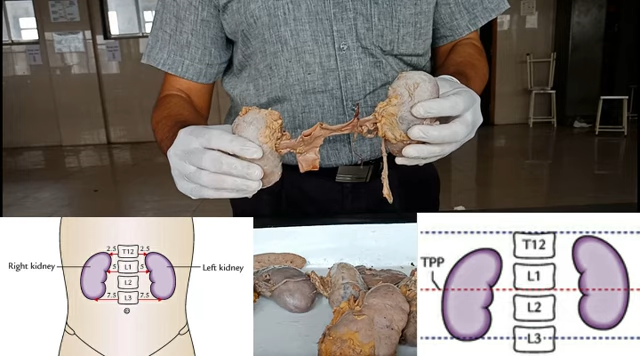 2.5 T12 2.5
Right kidney 5 L1 5 Left kidney
L2
7.5 L3 7.5
T12
TPP
L1
L2
L3